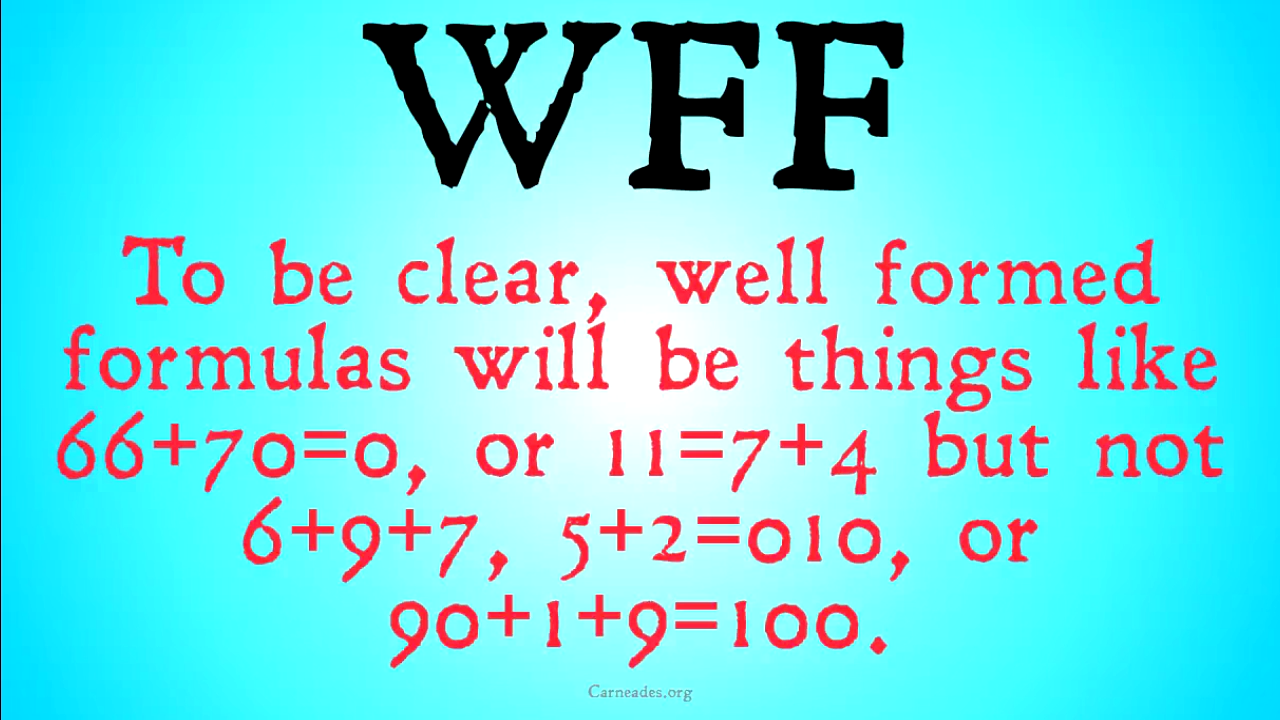 WFF
To be clear, well formed
formulas will be things like
66+70=0, or 11=7+4 but not
6+9+7, 5+2=010, or
90+1+9=100.
Carneades.org